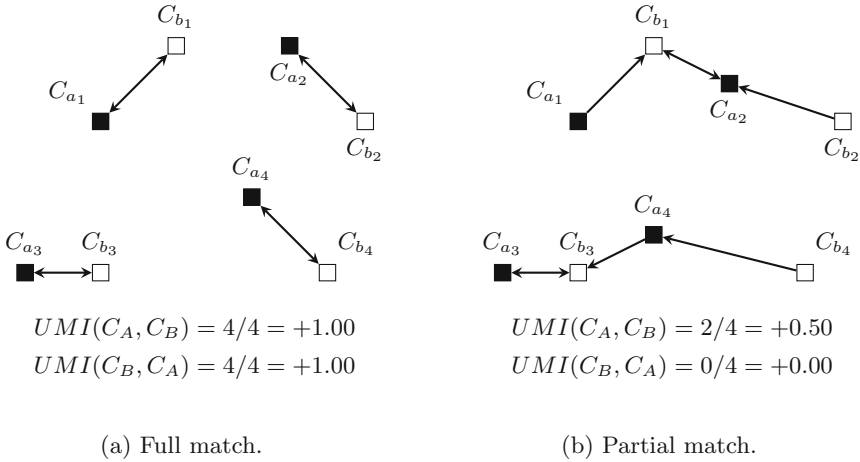 C_{b_1}
C_{a_1}
C_{a_2}
C_{b_2}
C_{a_4}
C_{a_3}
C_{b_3}
C_{b_4}
UMI(C_A, C_B) = 4/4 = +1.00
UMI(C_B, C_A) = 4/4 = +1.00
(a) Full match.
C_{b_1}
C_{a_1}
C_{a_2}
C_{b_2}
C_{a_4}
C_{a_3}
C_{b_3}
C_{b_4}
UMI(C_A, C_B) = 2/4 = +0.50
UMI(C_B, C_A) = 0/4 = +0.00
(b) Partial match.